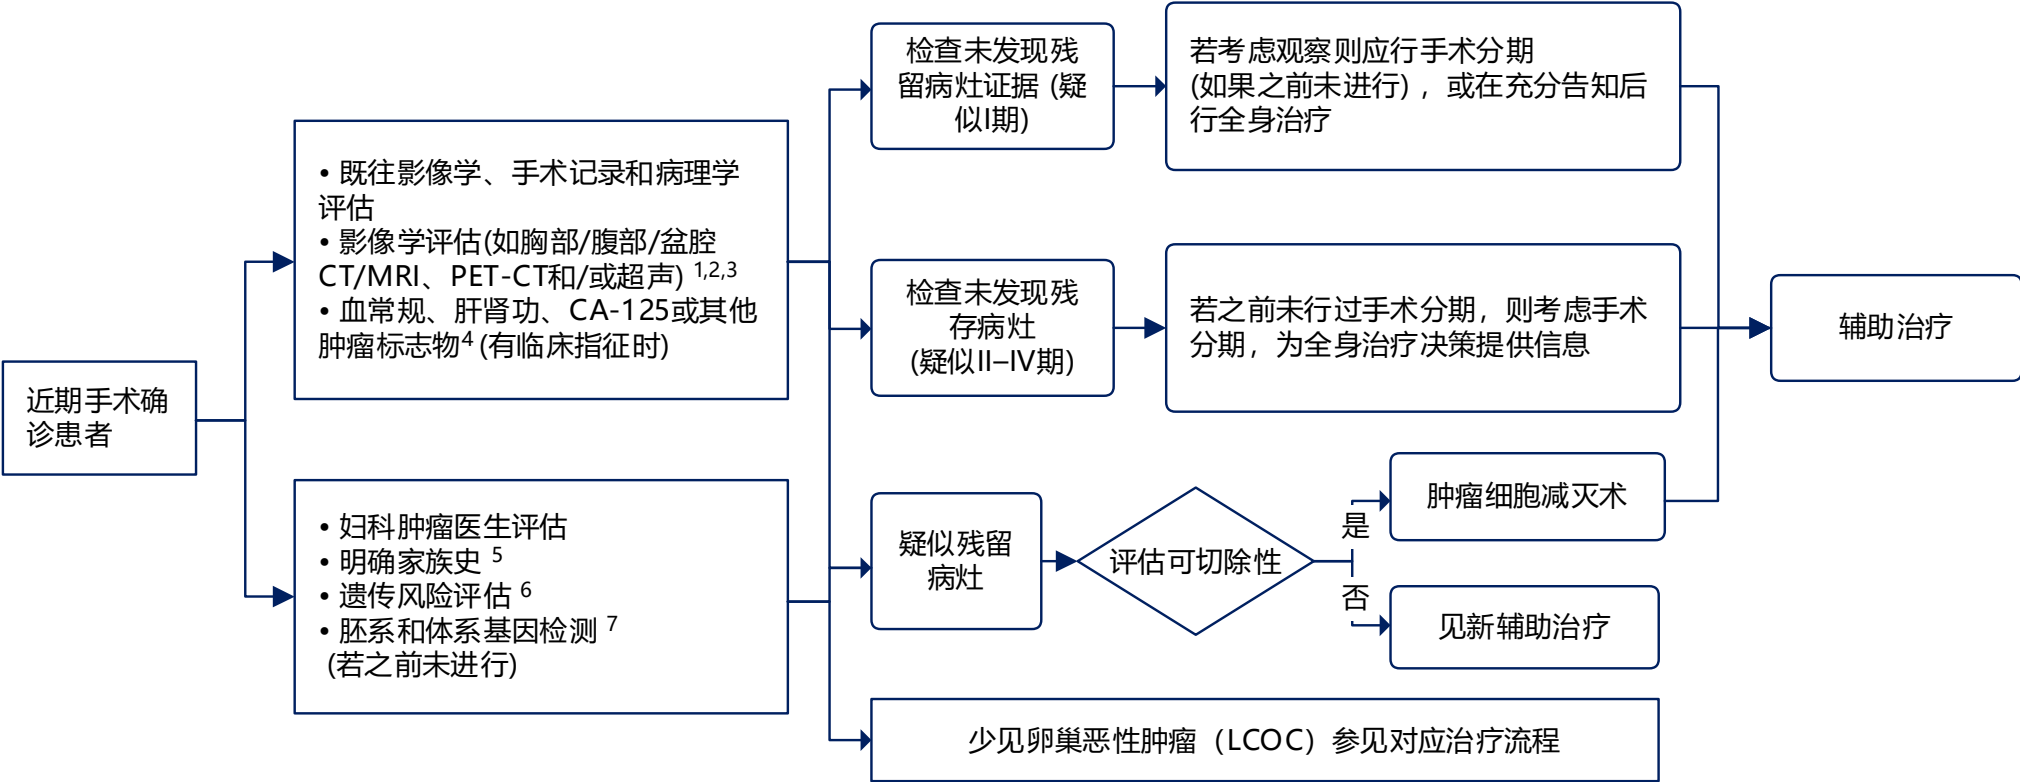 近期手术确
诊患者
• 既往影像学、手术记录和病理学
评估
• 影像学评估(如胸部/腹部/盆腔
CT/MRI、PET-CT和/或超声) 1,2,3
• 血常规、肝肾功、CA-125或其他
肿瘤标志物4 (有临床指征时)
• 妇科肿瘤医生评估
• 明确家族史 5
• 遗传风险评估 6
• 胚系和体系基因检测 7
(若之前未进行)
检查未发现残
留病灶证据 (疑
似I期)
若考虑观察则应行手术分期
(如果之前未进行) ，或在充分告知后
行全身治疗
检查未发现残
存病灶
(疑似II–IV期)
若之前未行过手术分期，则考虑手术
分期，为全身治疗决策提供信息
辅助治疗
疑似残留
病灶
评估可切除性
是
肿瘤细胞减灭术
否
见新辅助治疗
少见卵巢恶性肿瘤（LCOC）参见对应治疗流程